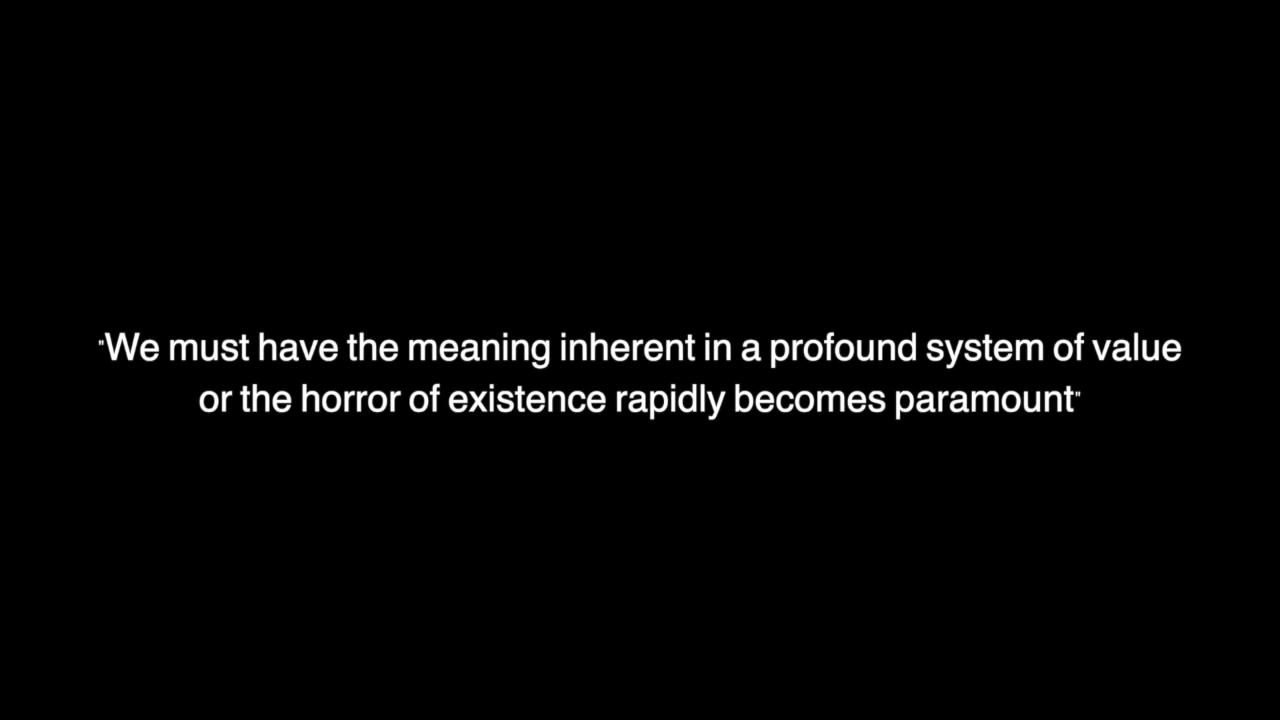 "We must have the meaning inherent in a profound system of value
or the horror of existence rapidly becomes paramount"